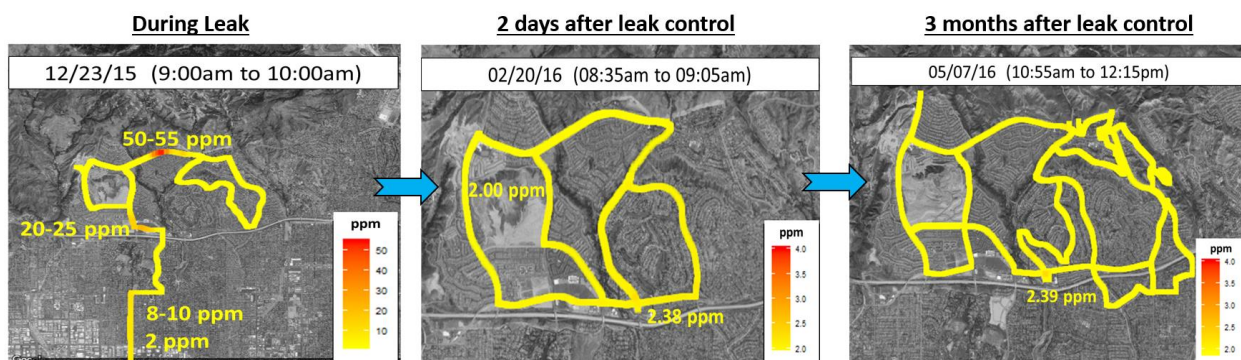 During Leak
12/23/15 (9:00am to 10:00am)
50-55 ppm
20-25 ppm
8-10 ppm
2 ppm
ppm
50
40
30
20
10
2 days after leak control
02/20/16 (08:35am to 09:05am)
2.00 ppm
2.38 ppm
ppm
4.0
3.5
3.0
2.5
2.0
3 months after leak control
05/07/16 (10:55am to 12:15pm)
2.39 ppm
ppm
4.0
3.5
3.0
2.5
2.0